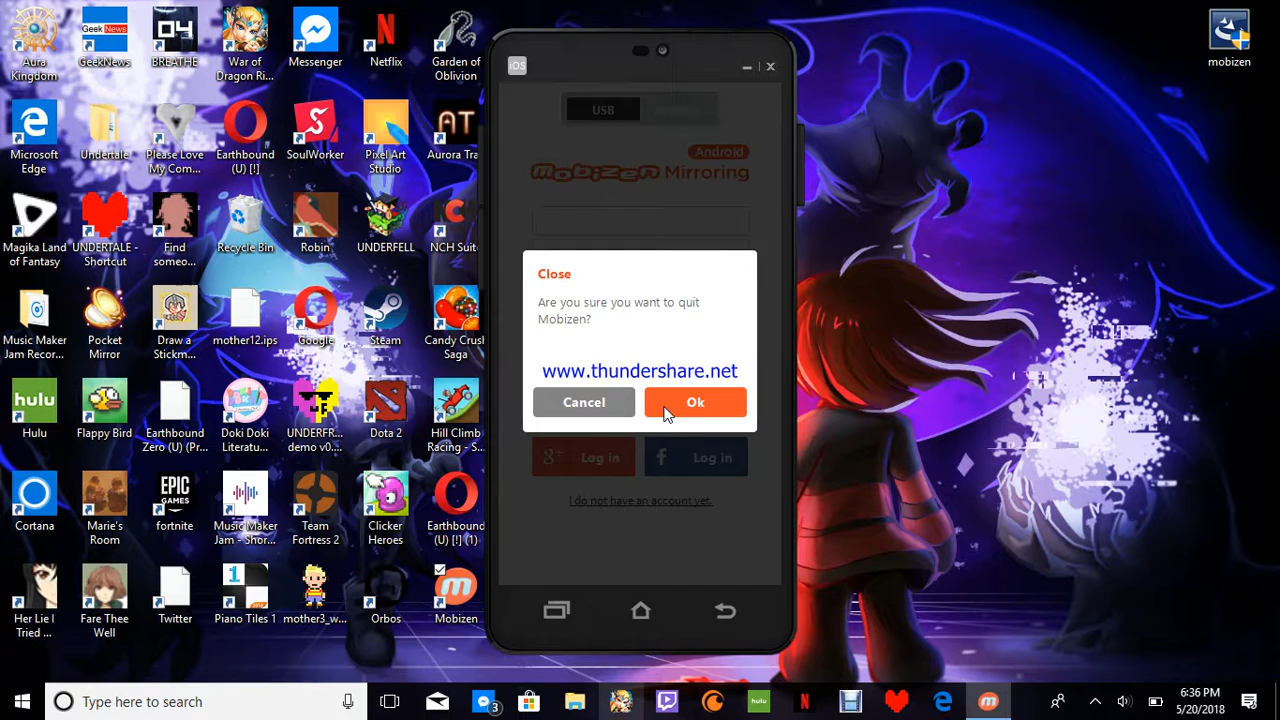 Aura
Kingdom
GeekNews
04
BREATHE
War of
Dragon Ri...
Messenger
Netflix
Garden of
Oblivion
mobizen
iOS
USB
Android
mobizen Mirroring
Microsoft
Edge
Undertale
Please Love
My Com...
Earthbound
(U) [!]
SoulWorker
Pixel Art
Studio
AT
Aurora Tra
Magika Land
of Fantasy
UNDERTALE -
Shortcut
Find
someo...
Recycle Bin
Robin
UNDERFELL
NCH Suit
Close
Are you sure you want to quit
Mobizen?
www.thundershare.net
Cancel
Ok
Music Maker
Jam Recor...
Pocket
Mirror
Draw a
Stickm...
mother12.ips
Google
Steam
Candy Crush
Saga
hulu
Hulu
Flappy Bird
Earthbound
Zero (U) (Pr...
Doki Doki
Literatu...
UNDERFR...
demo v0...
Dota 2
Hill Climb
Racing - S...
g+ Log in
f Log in
I do not have an account yet.
Cortana
Marie's
Room
EPIC
GAMES
fortnite
Music Maker
Jam - Shor...
Team
Fortress 2
Clicker
Heroes
Earthbound
(U) [!] (1)
Her Lie I
Tried ...
Fare Thee
Well
Twitter
1
Piano Tiles 1
mother3_w...
Orbos
m
Mobizen
Type here to search
3
hulu
N
m
6:36 PM
5/20/2018